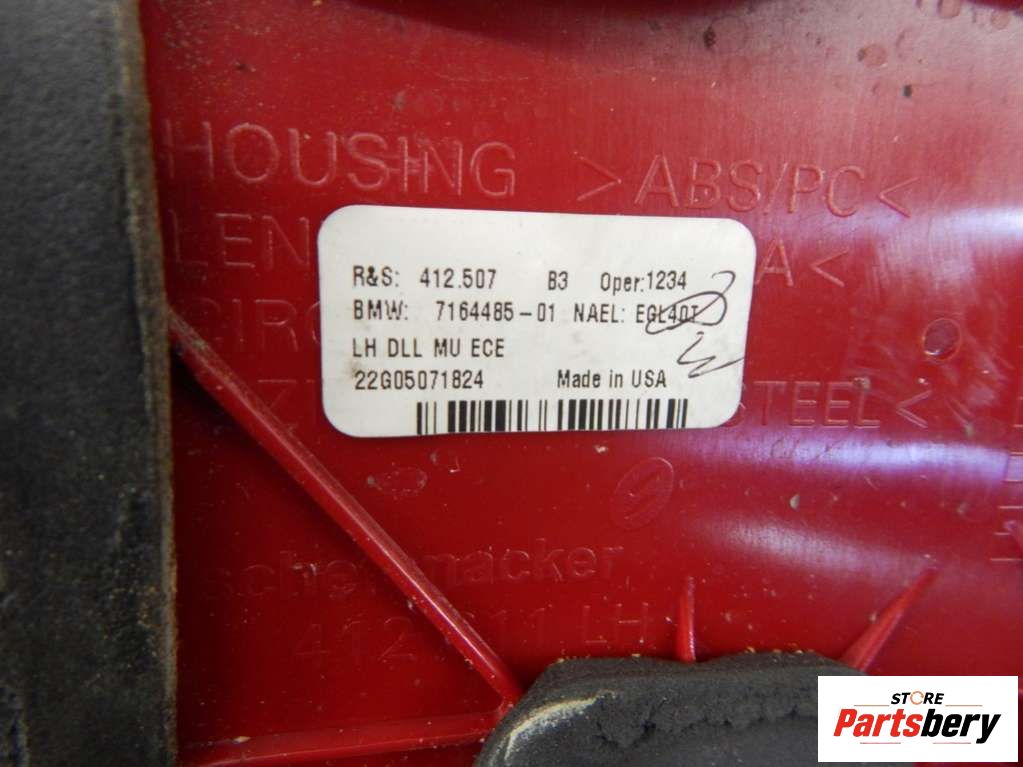 HOUSING >ABS/PC<
A<
R&S: 412.507 B3 Oper:1234
BMW: 7164485-01 NAEL: EGL40T
LH DLL MU ECE
22G05071824 Made in USA
STEEL<
LH
STORE
Partsbery